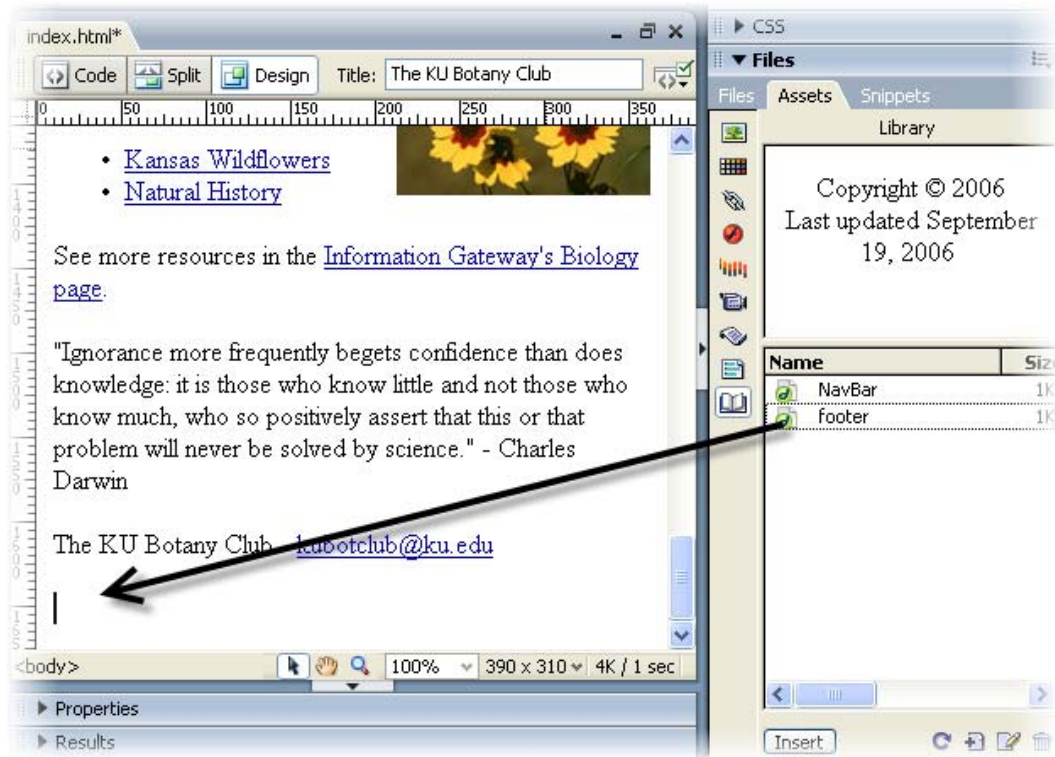 index.html*
Code Split Design Title: The KU Botany Club
0 50 100 150 200 250 300 350
• Kansas Wildflowers
• Natural History
See more resources in the Information Gateway's Biology
page.
"Ignorance more frequently begets confidence than does
knowledge: it is those who know little and not those who
know much, who so positively assert that this or that
problem will never be solved by science." - Charles
Darwin
The KU Botany Club - kubotclub@ku.edu
<body> 100% 390 x 310 4K / 1 sec
Properties
Results
CSS
Files
Files Assets Snippets
Library
Copyright © 2006
Last updated September
19, 2006
Name Siz
NavBar 1K
footer 1K
Insert